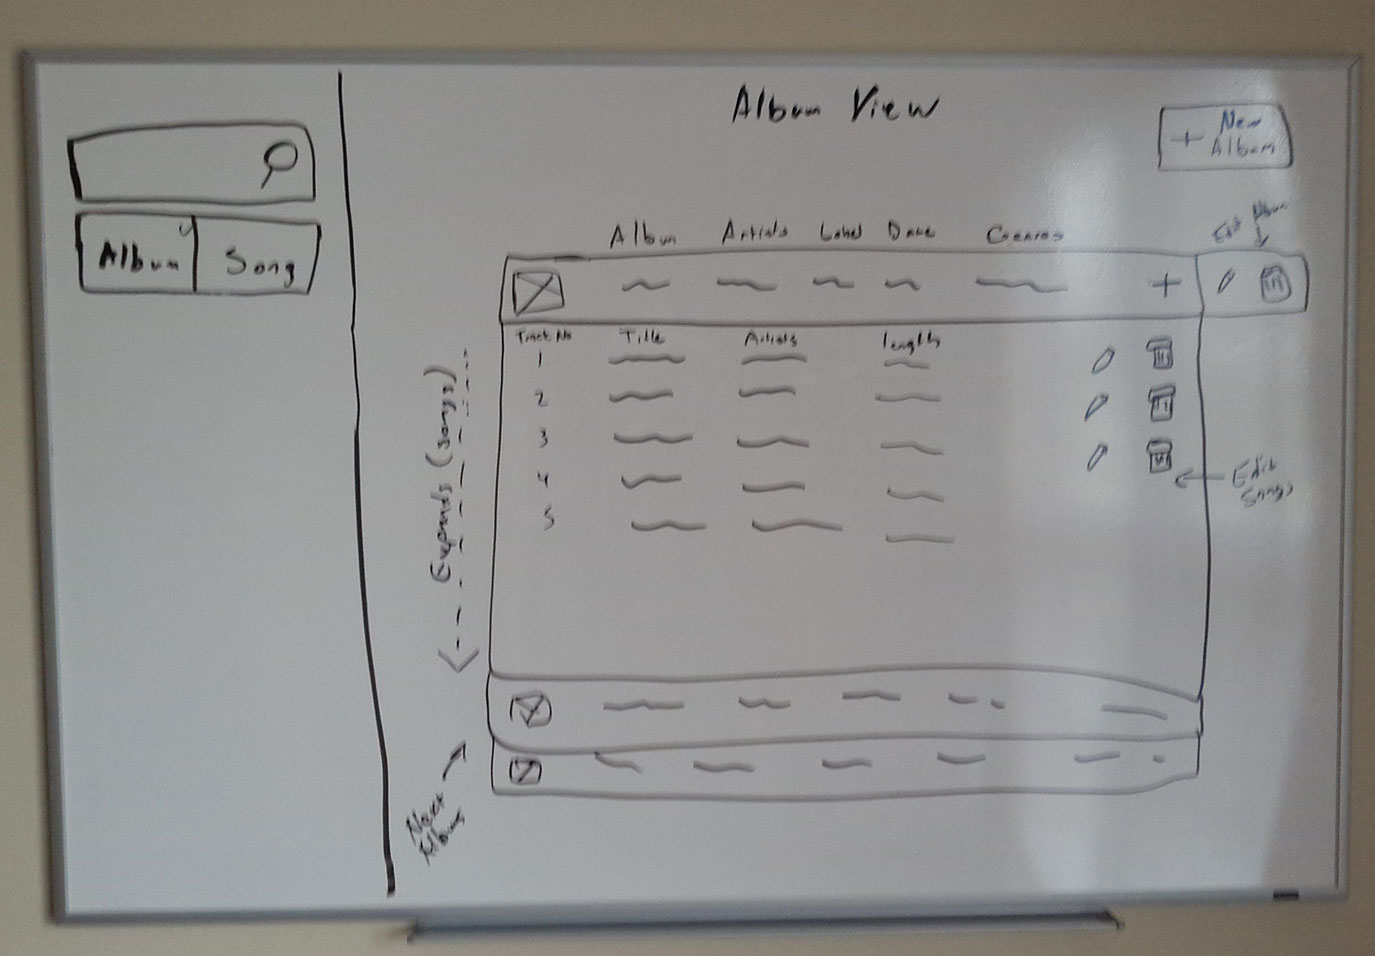 Album View
+ New
Album
Album
Song
Album Artists Label Date Genres
Edit Album
+
Track No Title Artists length
1
2
3
4
5
Edit
Songs
Expands (songs)
Next
Album